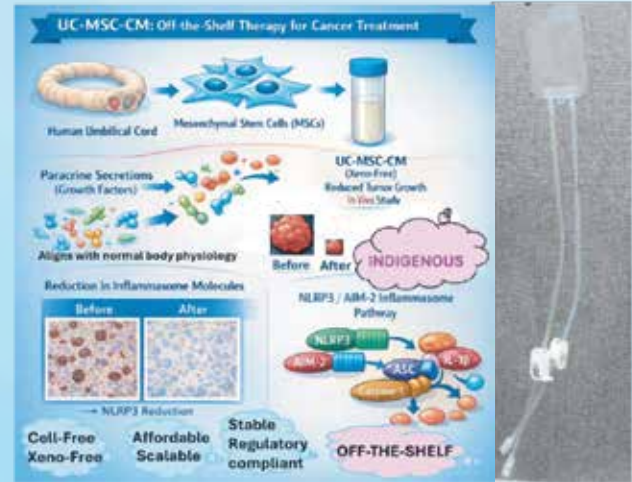 UC-MSC-CM: Off-the-Shelf Therapy for Cancer Treatment
Human Umbilical Cord
Mesenchymal Stem Cells (MSCs)
UC-MSC-CM
(Xeno-Free)
Reduced Tumor Growth
In Vivo Study
Paracrine Secretions
(Growth Factors)
Aligns with normal body physiology
Before After
INDIGENOUS
Reduction in Inflammasome Molecules
Before After
→ NLRP3 Reduction
NLRP3 / AIM-2 Inflammasome
Pathway
NLRP3
AIM-2
ASC
Cell-Free
Xeno-Free
Affordable
Scalable
Stable
Regulatory
compliant
OFF-THE-SHELF